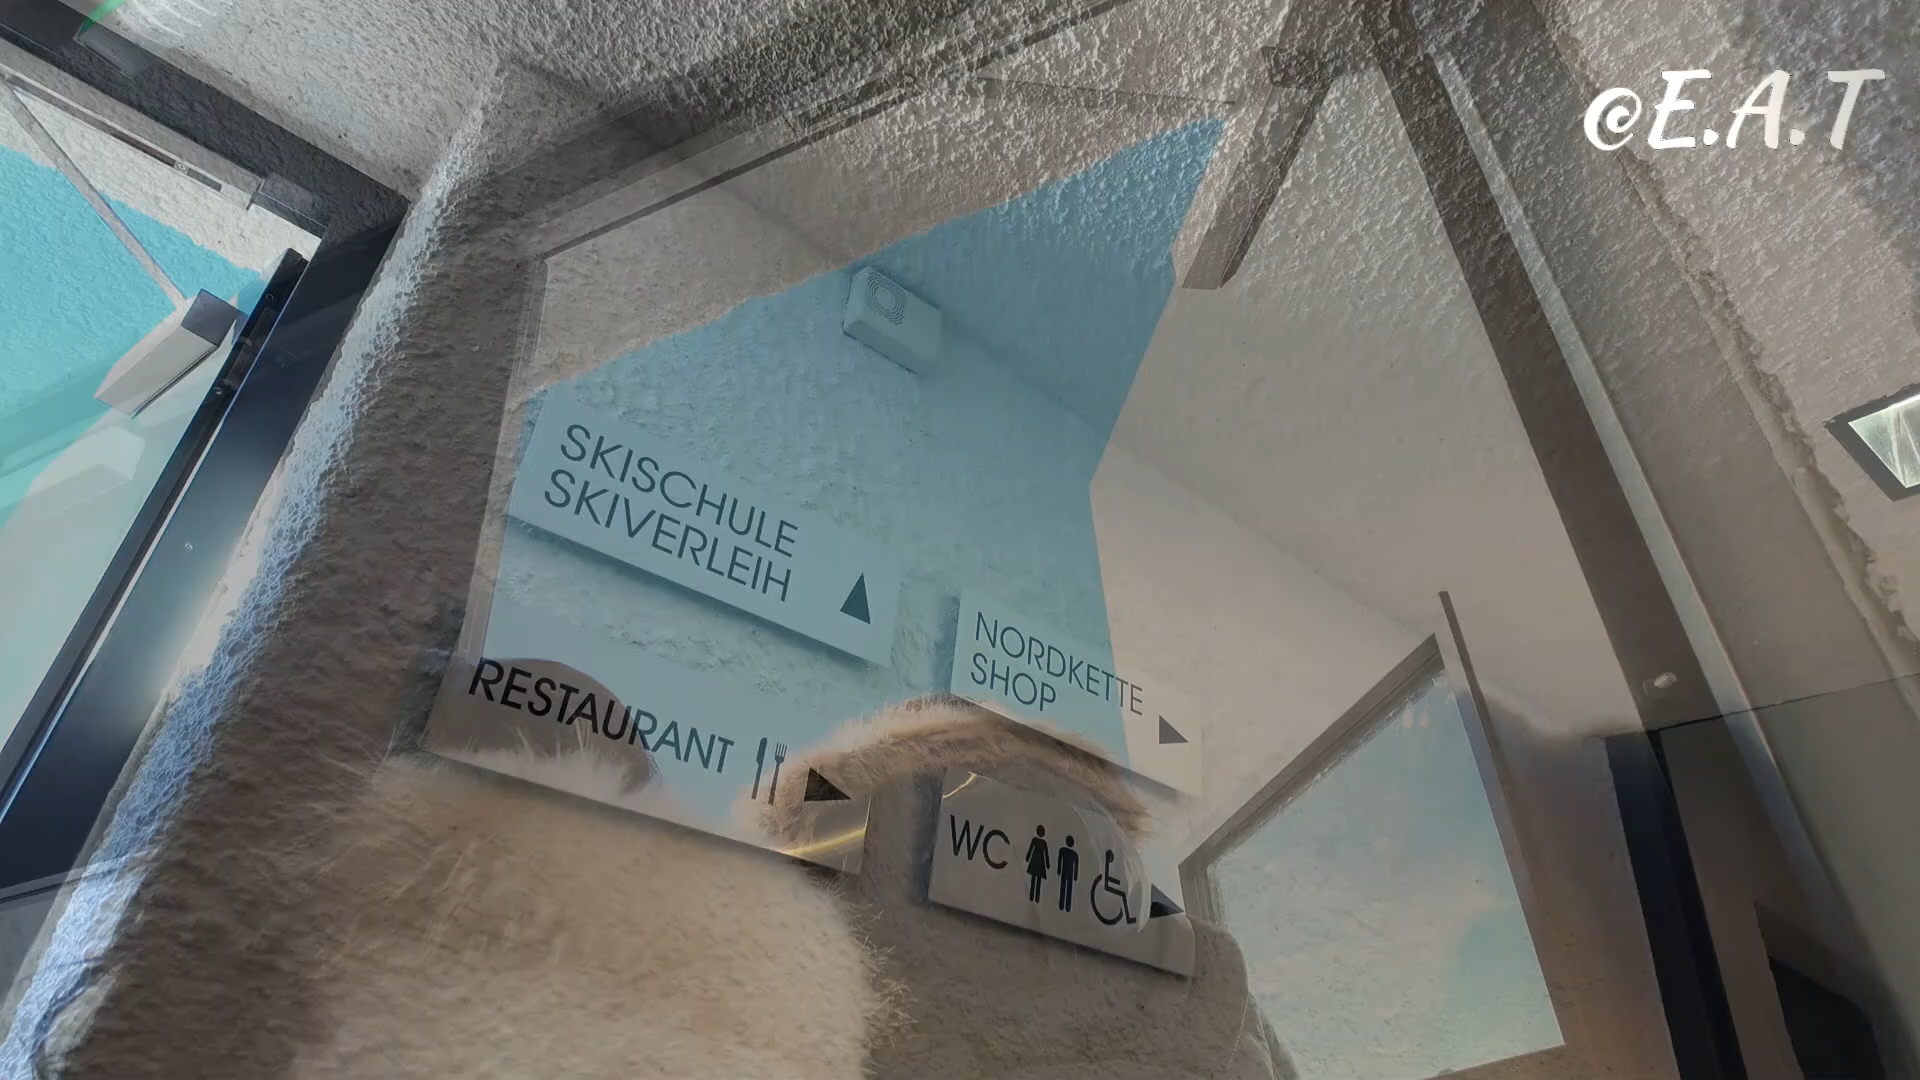 ©E.A.T
SKISCHULE
SKIVERLEIH
RESTAURANT
NORDKETTE
SHOP
WC